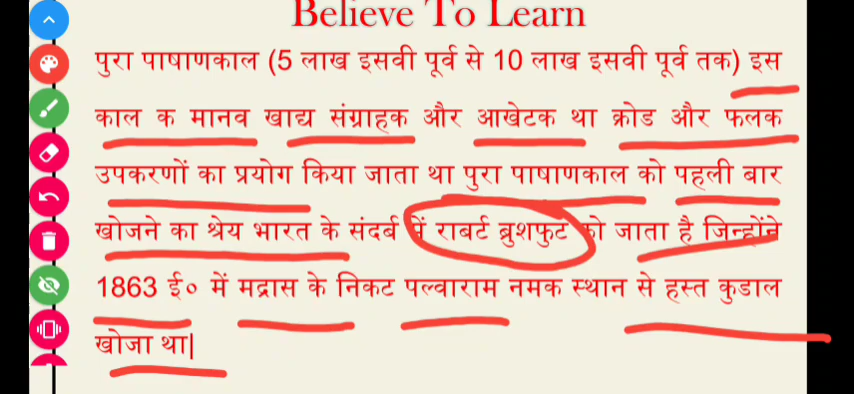 Believe To Learn
पुरा पाषाणकाल (5 लाख इसवी पूर्व से 10 लाख इसवी पूर्व तक) इस
काल क मानव खाद्य संग्राहक और आखेटक था क्रोड और फलक
उपकरणों का प्रयोग किया जाता था पुरा पाषाणकाल को पहली बार
खोजने का श्रेय भारत के संदर्ब में राबर्ट ब्रुशफुट को जाता है जिन्होंने
1863 ई० में मद्रास के निकट पल्वाराम नमक स्थान से हस्त कुडाल
खोजा था|